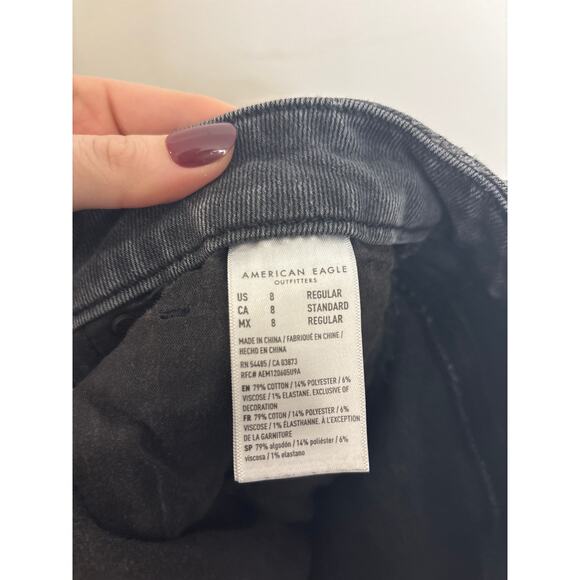 AMERICAN EAGLE
OUTFITTERS
US 8 REGULAR
CA 8 STANDARD
MX 8 REGULAR
MADE IN CHINA / FABRIQUÉ EN CHINE /
HECHO EN CHINA
RN 54485 / CA 03873
RFC# AEM120605U9A
EN 79% COTTON / 14% POLYESTER / 6%
VISCOSE / 1% ELASTANE. EXCLUSIVE OF
DECORATION
FR 79% COTON / 14% POLYESTER / 6%
VISCOSE / 1% ÉLASTHANNE. À L'EXCEPTION
DE LA GARNITURE
SP 79% algodón / 14% poliéster / 6%
viscosa / 1% elastano